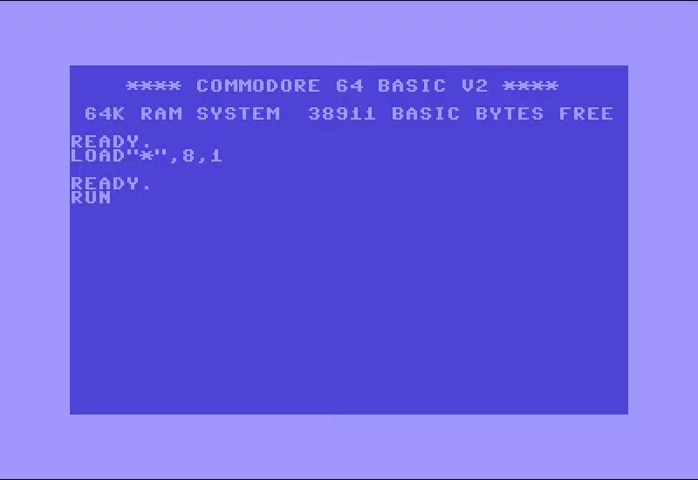 **** COMMODORE 64 BASIC V2 ****
64K RAM SYSTEM  38911 BASIC BYTES FREE
READY.
LOAD"*",8,1
READY.
RUN